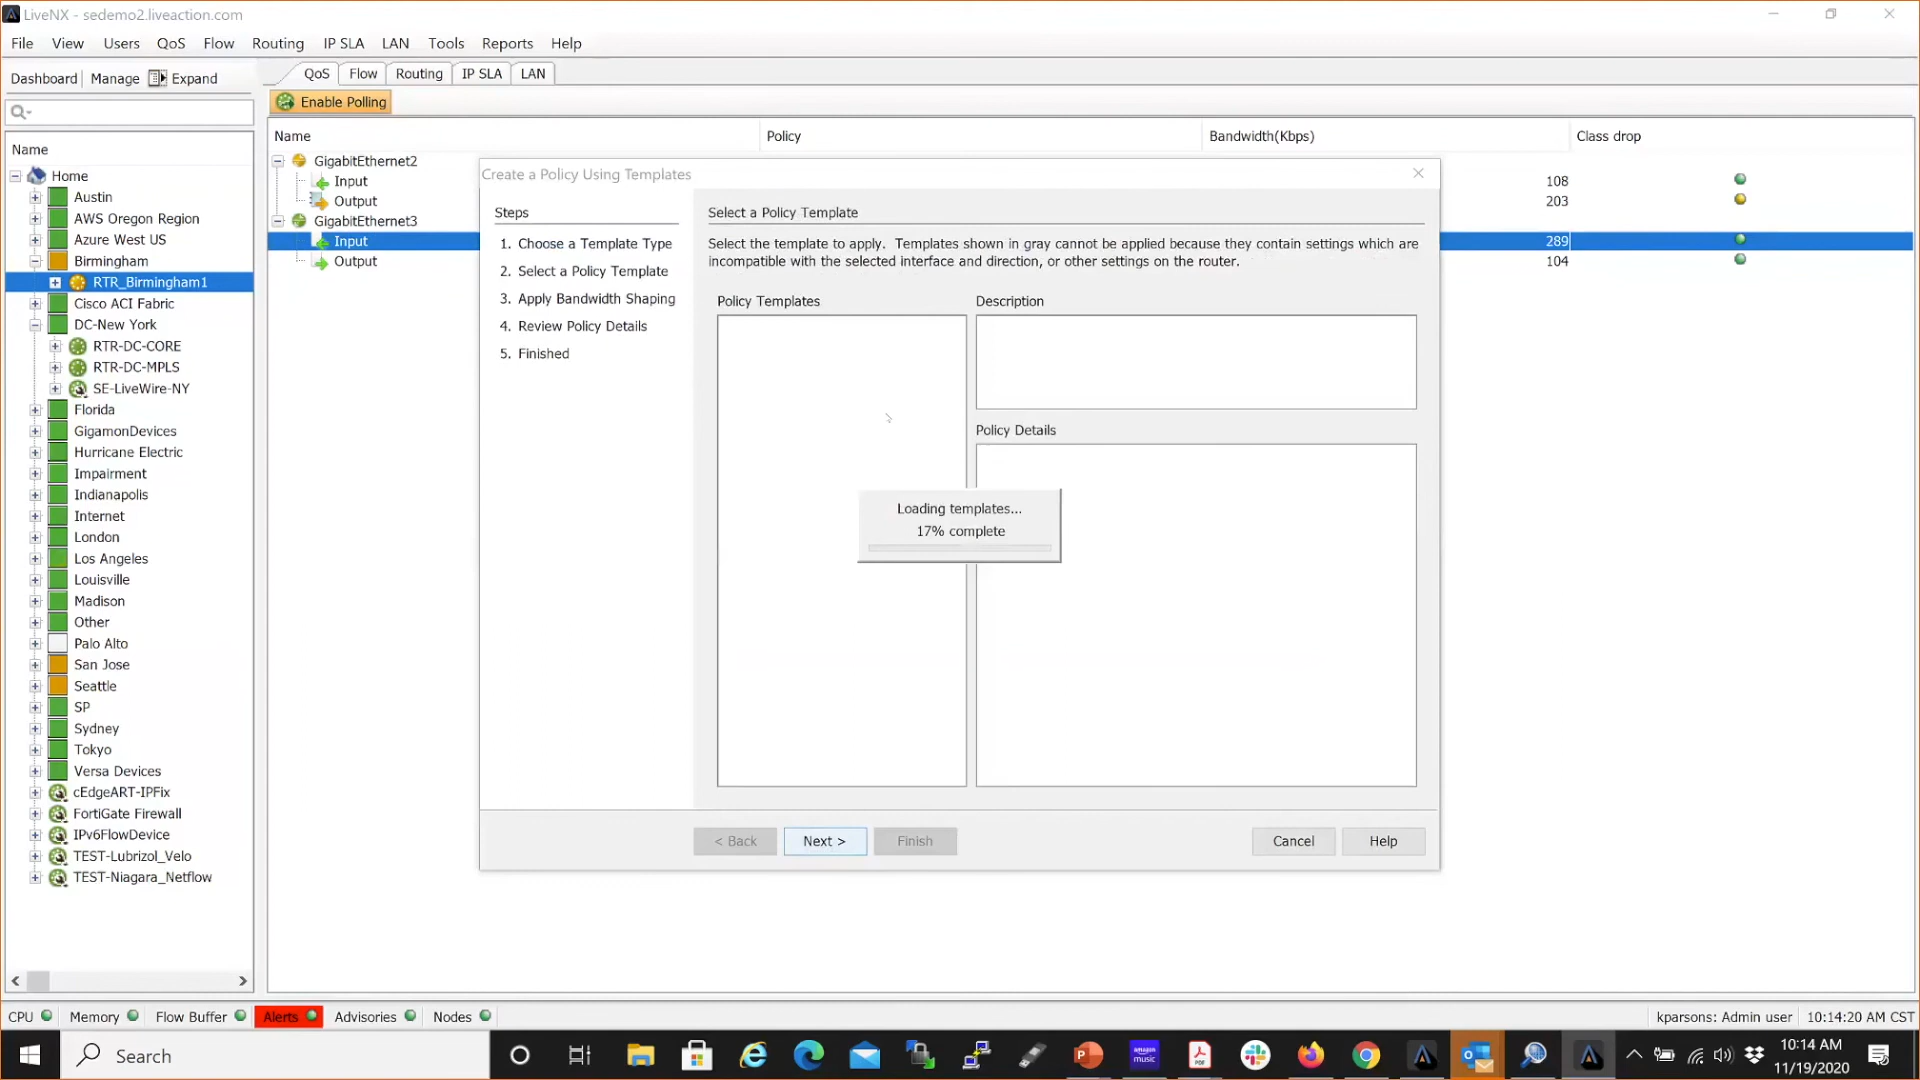 LiveNX - sedemo2.liveaction.com
File View Users QoS Flow Routing IP SLA LAN Tools Reports Help
Dashboard Manage Expand
QoS Flow Routing IP SLA LAN
Enable Polling
Name Policy Bandwidth(Kbps) Class drop
Name
Home
Austin
AWS Oregon Region
Azure West US
Birmingham
RTR_Birmingham1
Cisco ACI Fabric
DC-New York
RTR-DC-CORE
RTR-DC-MPLS
SE-LiveWire-NY
Florida
GigamonDevices
Hurricane Electric
Impairment
Indianapolis
Internet
London
Los Angeles
Louisville
Madison
Other
Palo Alto
San Jose
Seattle
SP
Sydney
Tokyo
Versa Devices
cEdgeART-IPFix
FortiGate Firewall
IPv6FlowDevice
TEST-Lubrizol_Velo
TEST-Niagara_Netflow
GigabitEthernet2
Input 108
Output 203
GigabitEthernet3
Input 289
Output 104
Create a Policy Using Templates
Steps
1. Choose a Template Type
2. Select a Policy Template
3. Apply Bandwidth Shaping
4. Review Policy Details
5. Finished
Select a Policy Template
Select the template to apply. Templates shown in gray cannot be applied because they contain settings which are
incompatible with the selected interface and direction, or other settings on the router.
Policy Templates Description
Policy Details
Loading templates...
17% complete
< Back Next > Finish Cancel Help
CPU Memory Flow Buffer Alerts Advisories Nodes kparsons: Admin user 10:14:20 AM CST
Search
amazon music
PDF
10:14 AM
11/19/2020